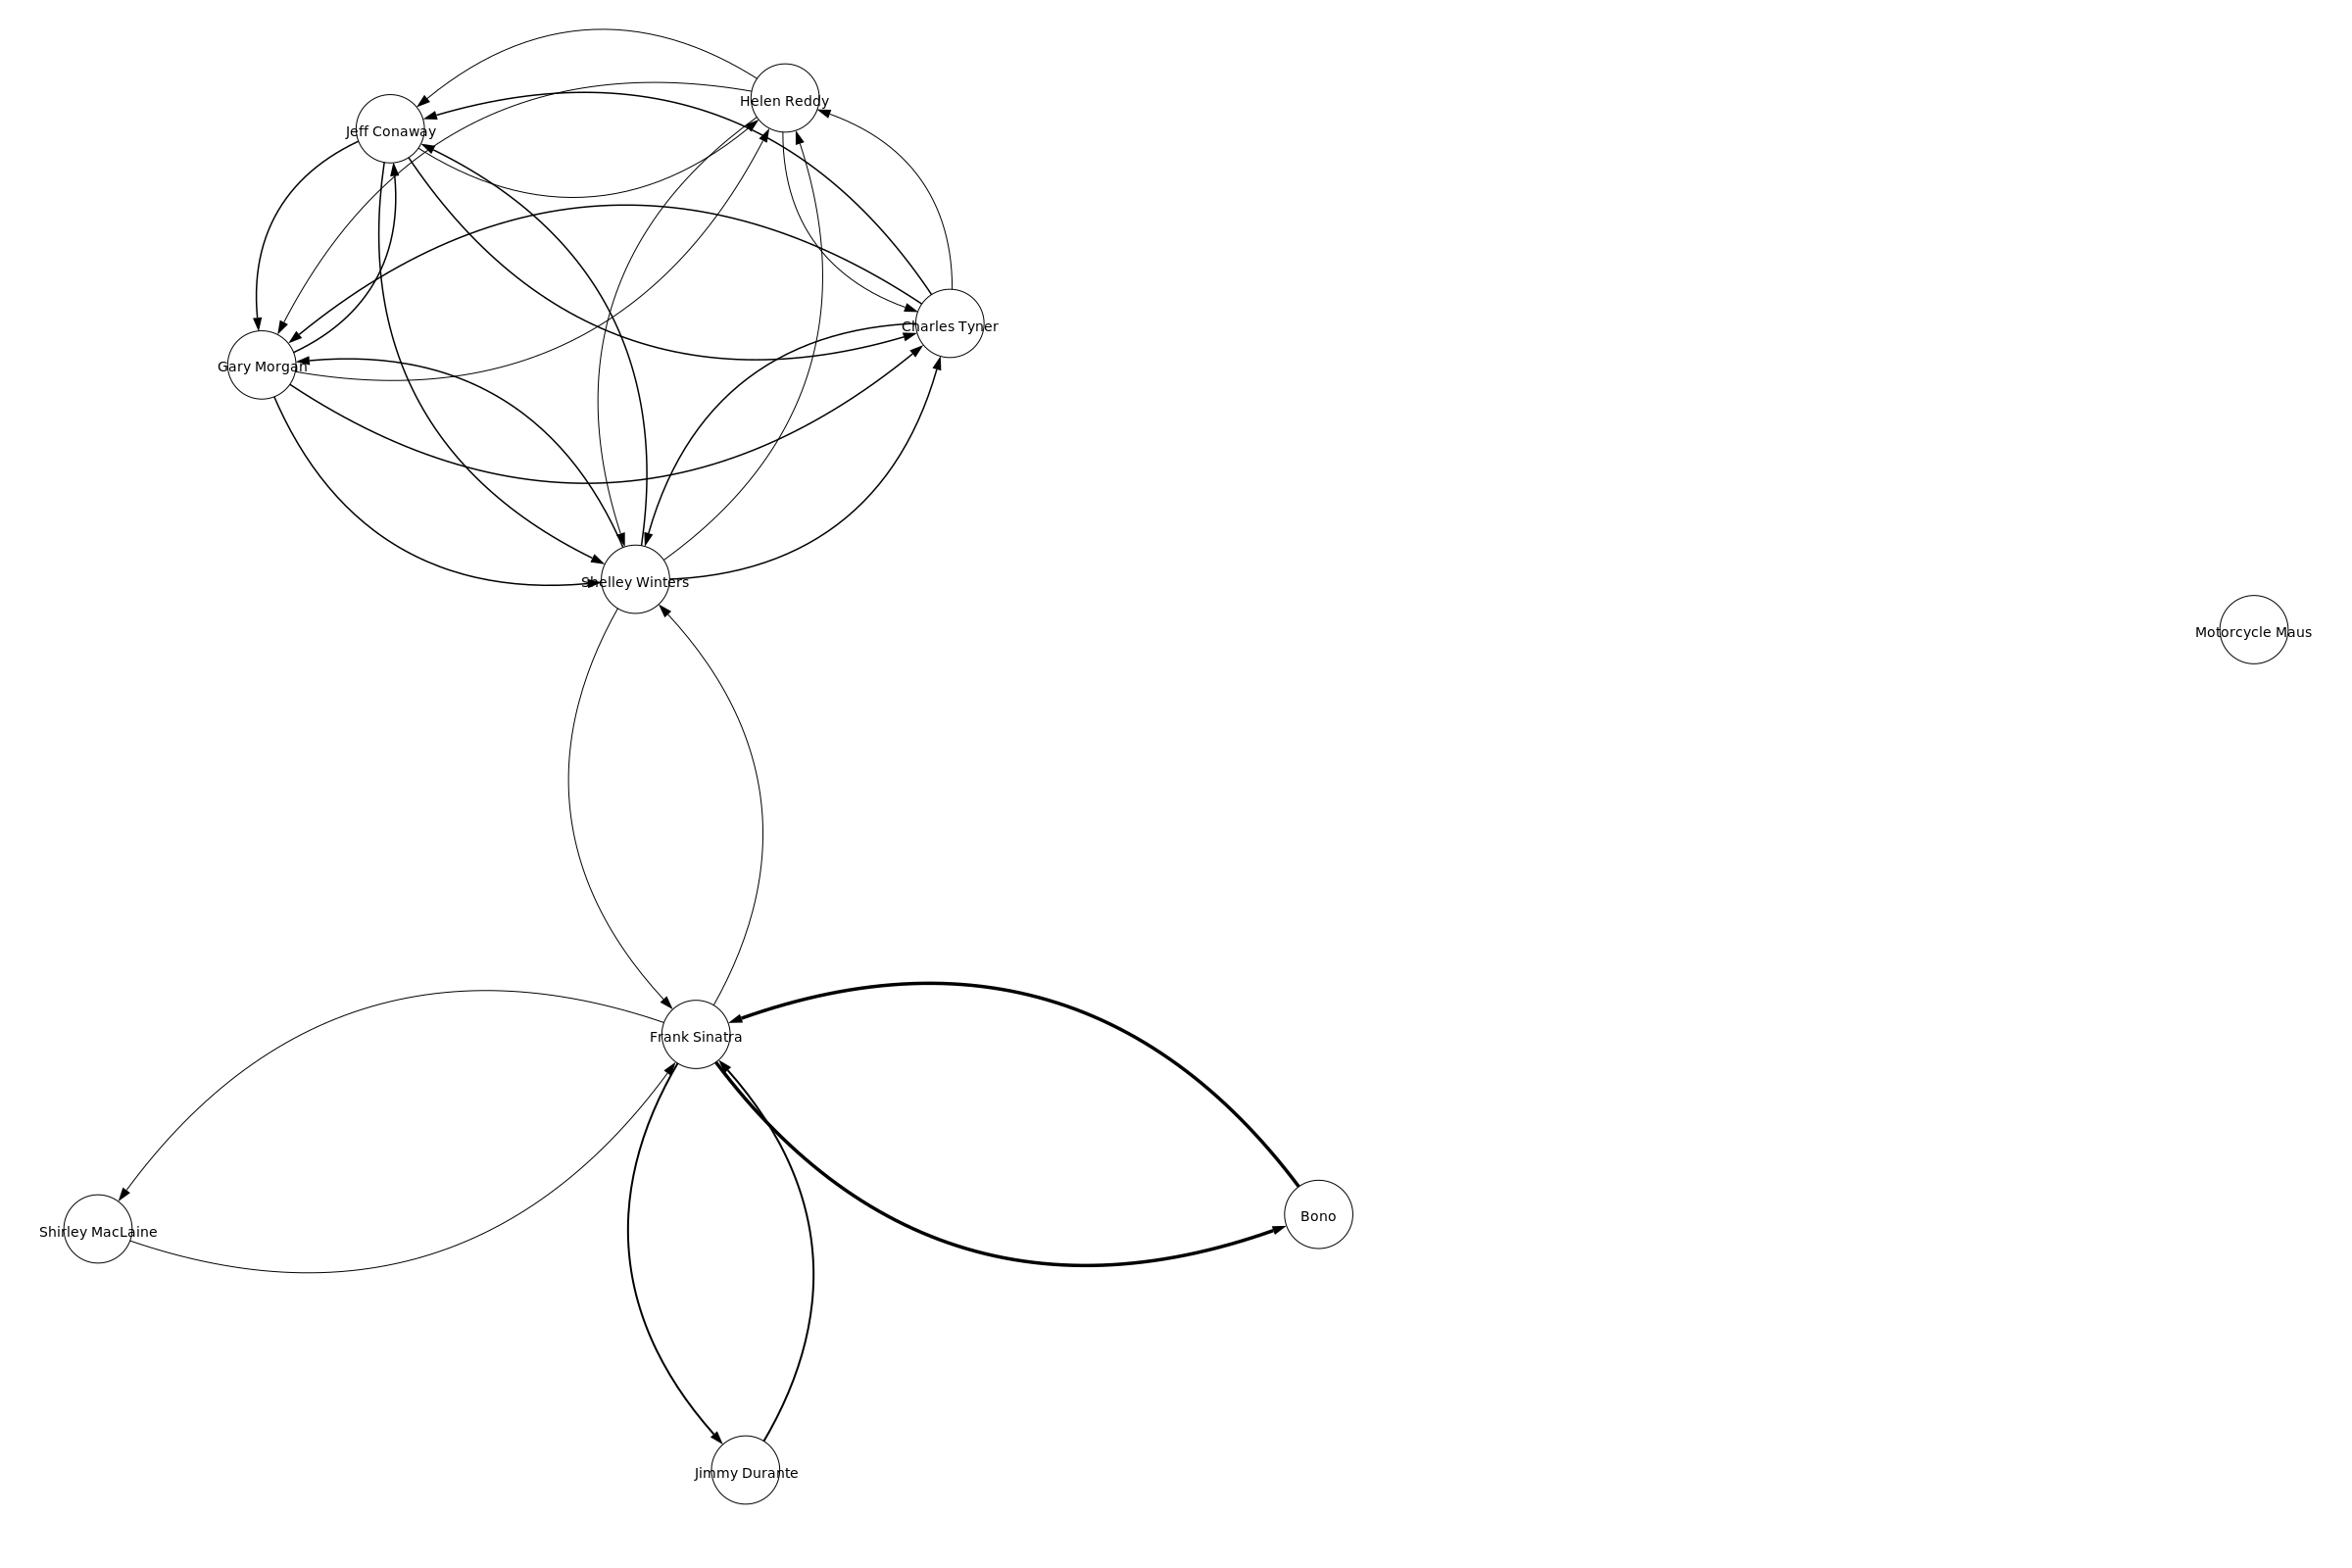 Helen Reddy
Jeff Conaway
Charles Tyner
Gary Morgan
Shelley Winters
Motorcycle Maus
Frank Sinatra
Bono
Shirley MacLaine
Jimmy Durante